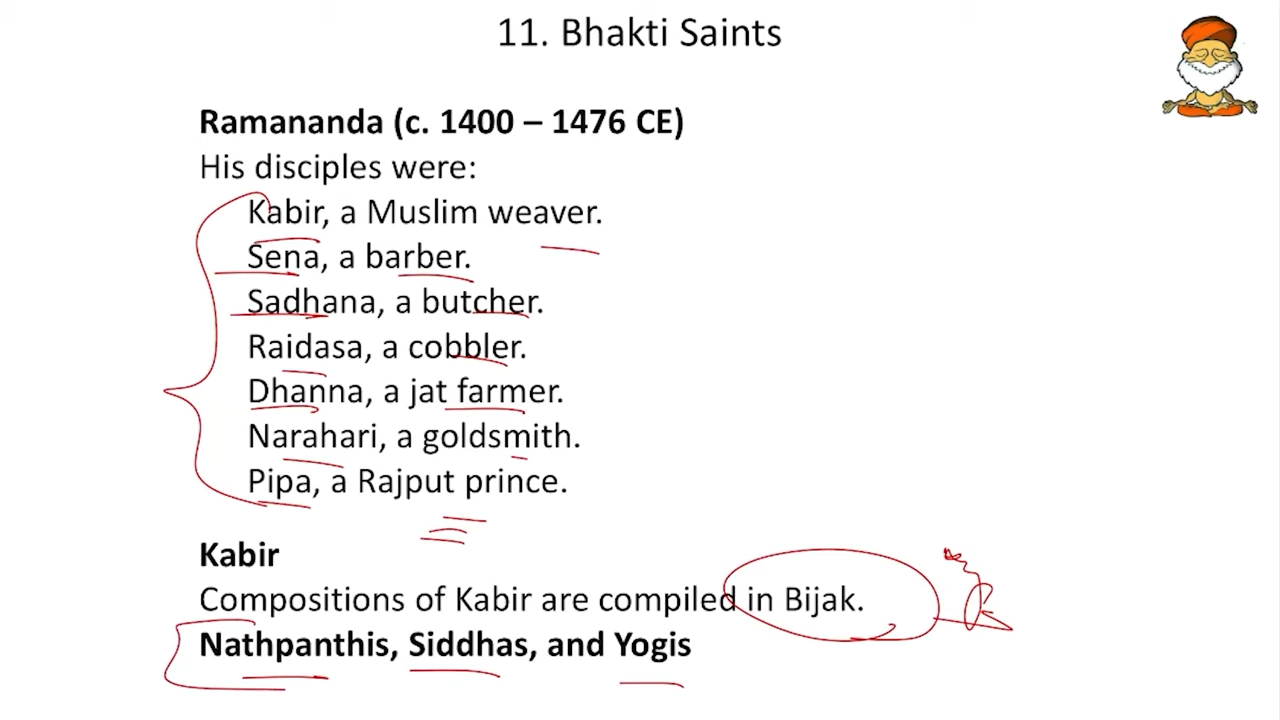 11. Bhakti Saints
Ramananda (c. 1400 – 1476 CE)
His disciples were:
Kabir, a Muslim weaver.
Sena, a barber.
Sadhana, a butcher.
Raidasa, a cobbler.
Dhanna, a jat farmer.
Narahari, a goldsmith.
Pipa, a Rajput prince.
Kabir
Compositions of Kabir are compiled in Bijak.
Nathpanthis, Siddhas, and Yogis